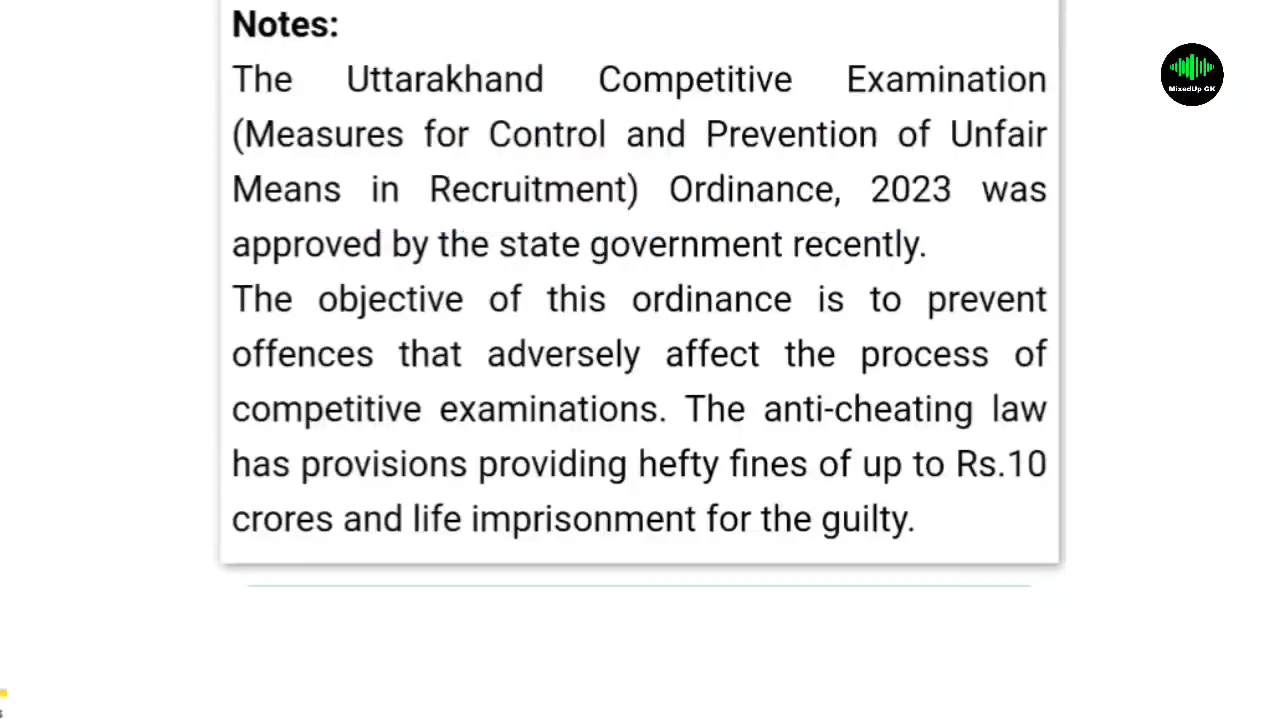 Notes:
The Uttarakhand Competitive Examination
(Measures for Control and Prevention of Unfair
Means in Recruitment) Ordinance, 2023 was
approved by the state government recently.
The objective of this ordinance is to prevent
offences that adversely affect the process of
competitive examinations. The anti-cheating law
has provisions providing hefty fines of up to Rs.10
crores and life imprisonment for the guilty.
MixedUp GK